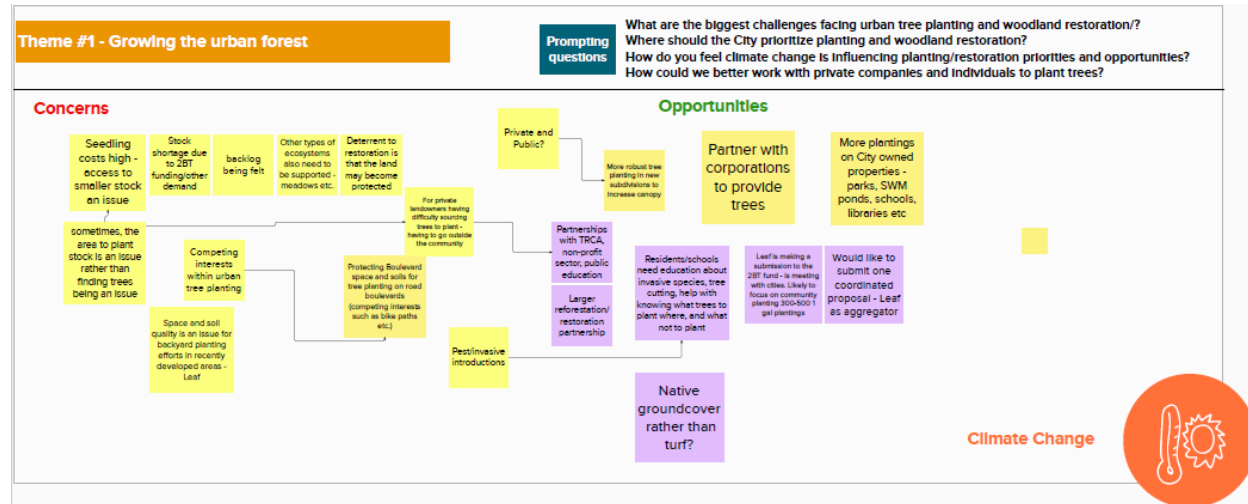 Theme #1 - Growing the urban forest
Prompting
questions
What are the biggest challenges facing urban tree planting and woodland restoration/?
Where should the City prioritize planting and woodland restoration?
How do you feel climate change is influencing planting/restoration priorities and opportunities?
How could we better work with private companies and individuals to plant trees?
Concerns
Opportunities
Seedling
costs high -
access to
smaller stock
an issue
Stock
shortage due
to 2BT
funding/other
demand
backlog
being felt
Other types of
ecosystems
also need to
be supported -
meadows etc.
Deterrent to
restoration is
that the land
may become
protected
Private and
Public?
More robust tree
planting in new
subdivisions to
increase canopy
Partner with
corporations
to provide
trees
More plantings
on City owned
properties -
parks, SWM
ponds, schools,
libraries etc
sometimes, the
area to plant
stock is an issue
rather than
finding trees
being an issue
Competing
interests
within urban
tree planting
For private
landowners having
difficulty sourcing
trees to plant -
having to go outside
the community
Protecting Boulevard
space and soils for
tree planting on road
boulevards
(competing interests
such as bike paths
etc.)
Space and soil
quality is an issue for
backyard planting
efforts in recently
developed areas -
Leaf
Pest/invasive
introductions
Partnerships
with TRCA,
non-profit
sector, public
education
Larger
reforestation/
restoration
partnership
Residents/schools
need education about
invasive species, tree
cutting, help with
knowing what trees to
plant where, and what
not to plant
Leaf is making a
submission to the
2BT fund - is meeting
with cities. Likely to
focus on community
planting 300-500 1
gal plantings
Would like to
submit one
coordinated
proposal - Leaf
as aggregator
Native
groundcover
rather than
turf?
Climate Change